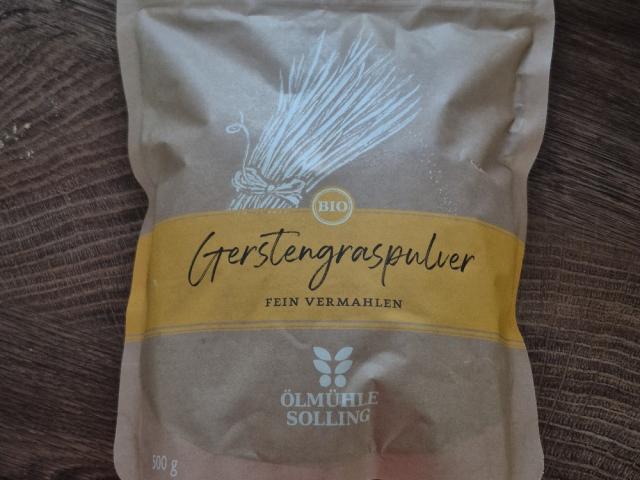 BIO
Gerstengraspulver
FEIN VERMAHLEN
ÖLMÜHLE
SOLLING
500 g